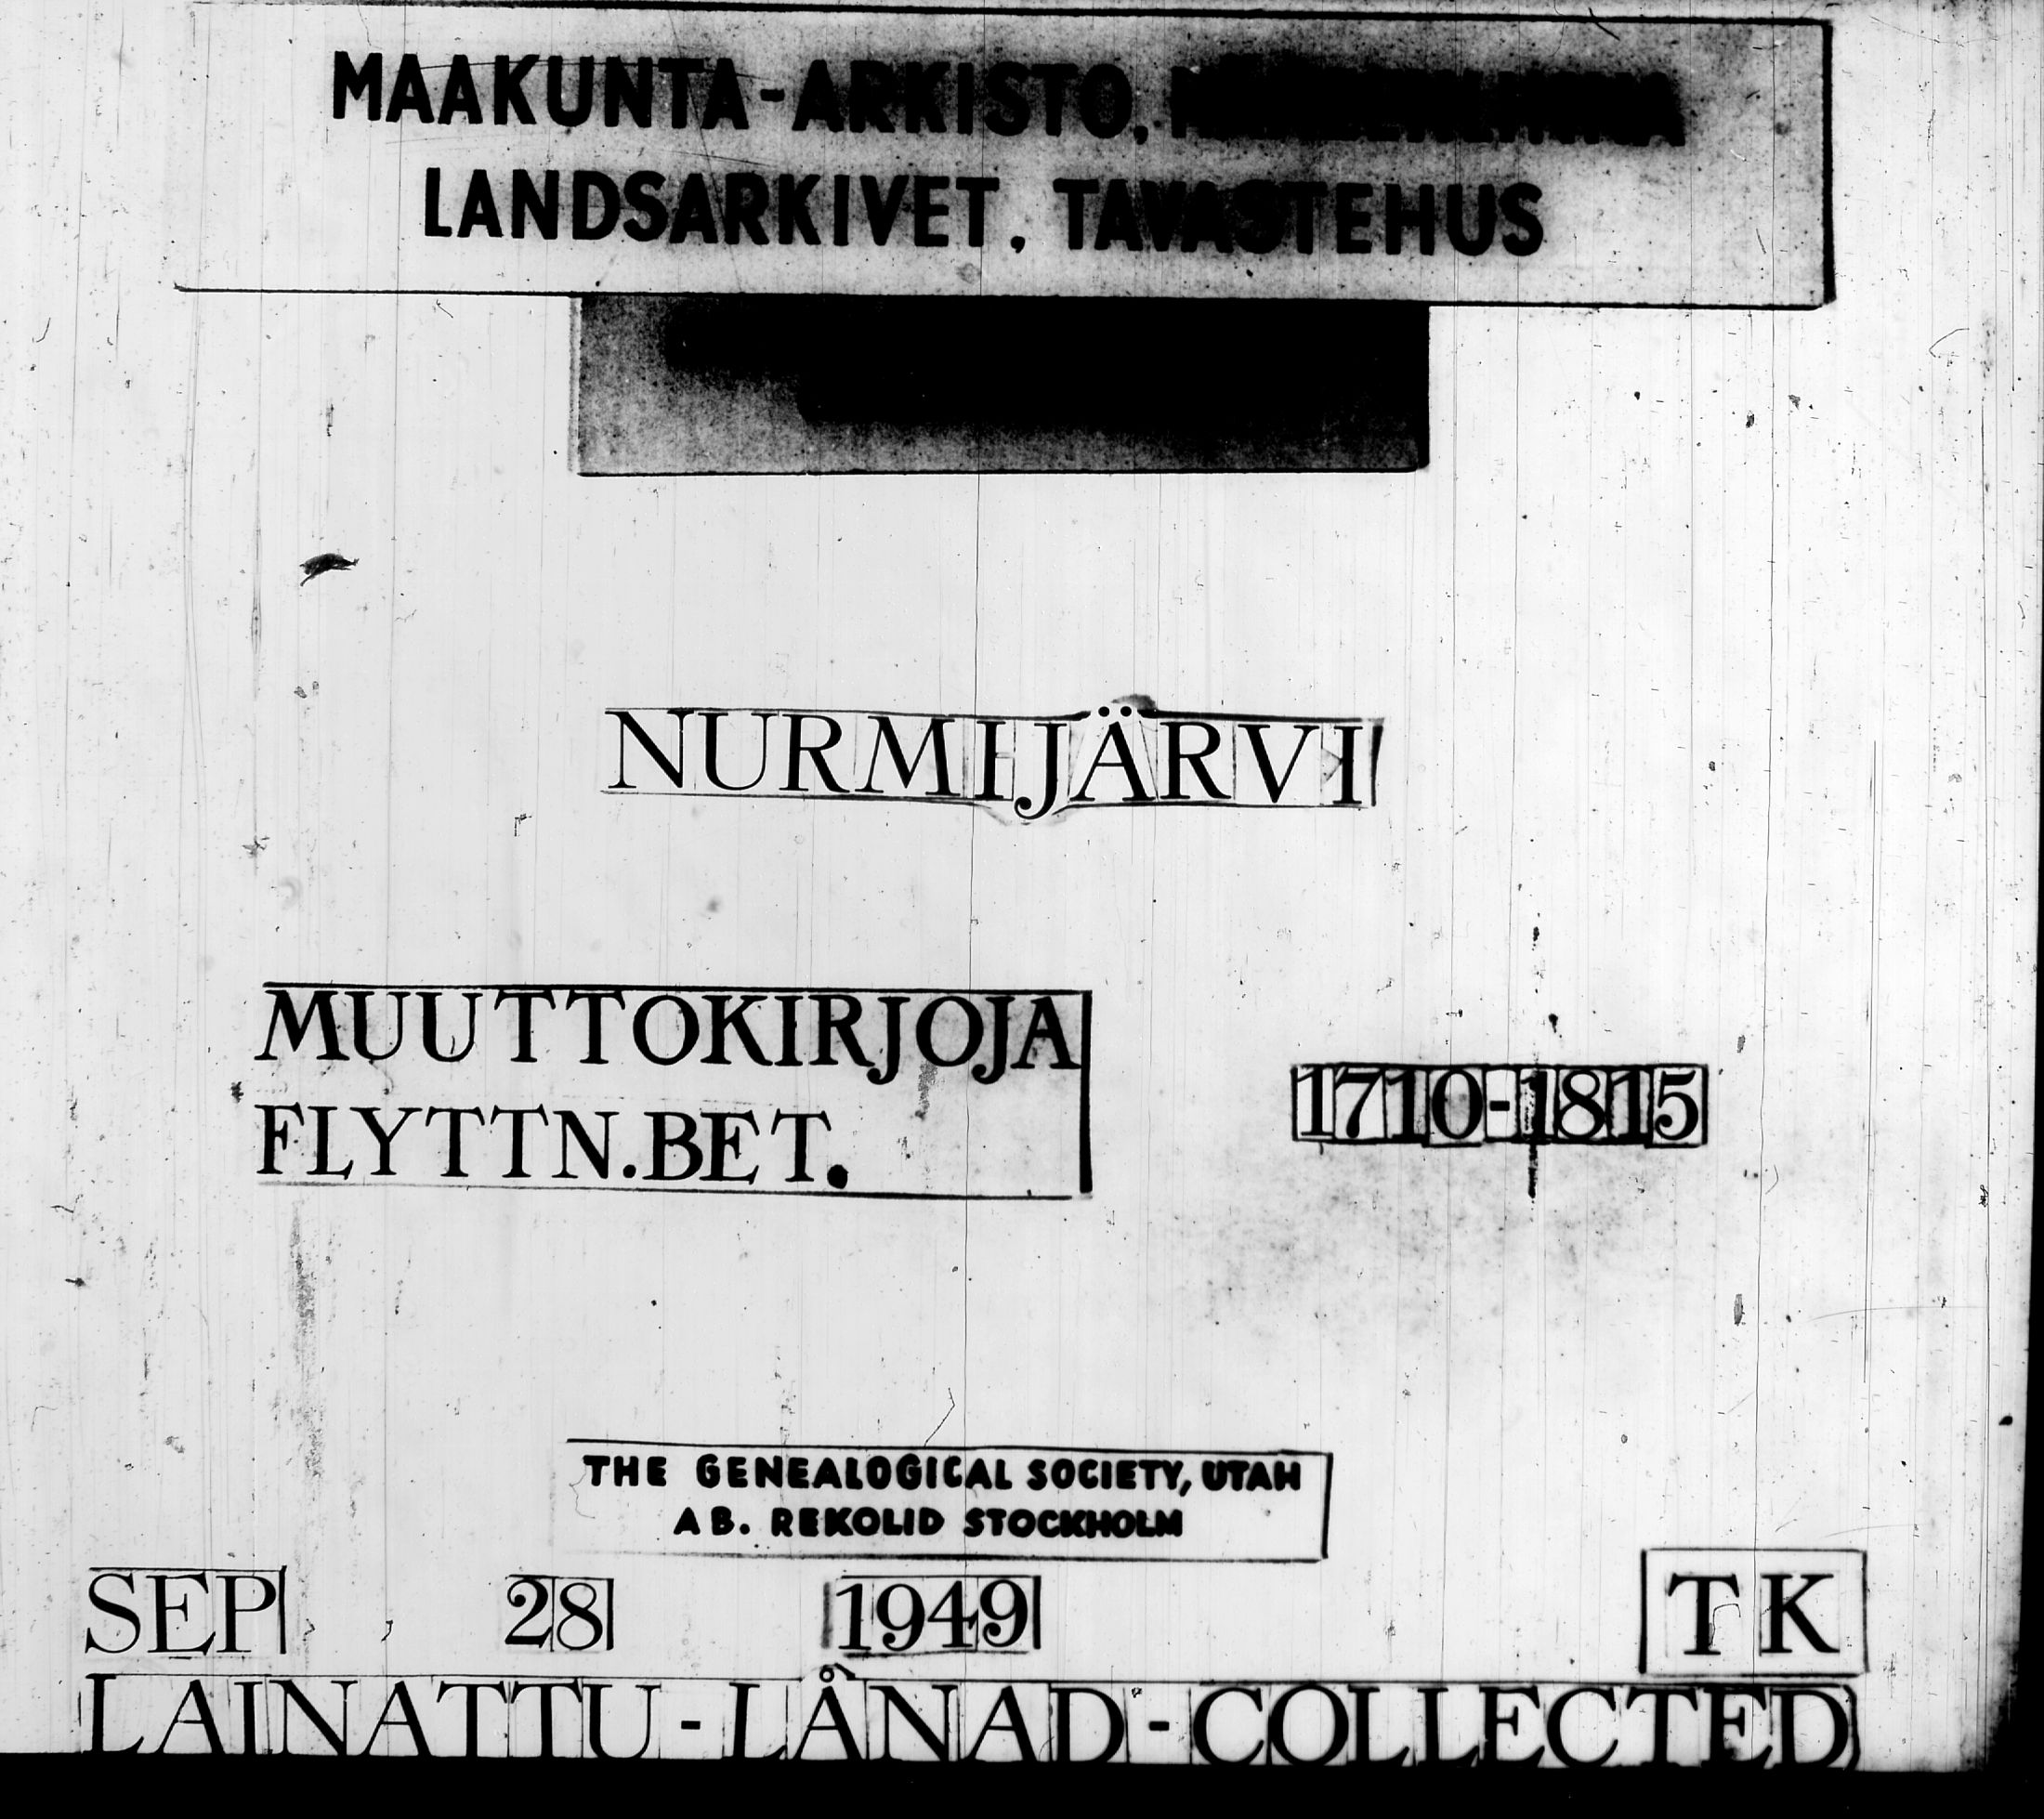 MAAKUNTA-ARKISTO,
LANDSARKIVET, TAVASTEHUS
NURMIJÄRVI
MUUTTOKIRJOJA
FLYTTN.BET.
1710-1815
THE GENEALOGICAL SOCIETY, UTAH
AB. REKOLID STOCKHOLM
SEP 28 1949
TK
LAINATTU-LÅNAD-COLLECTED